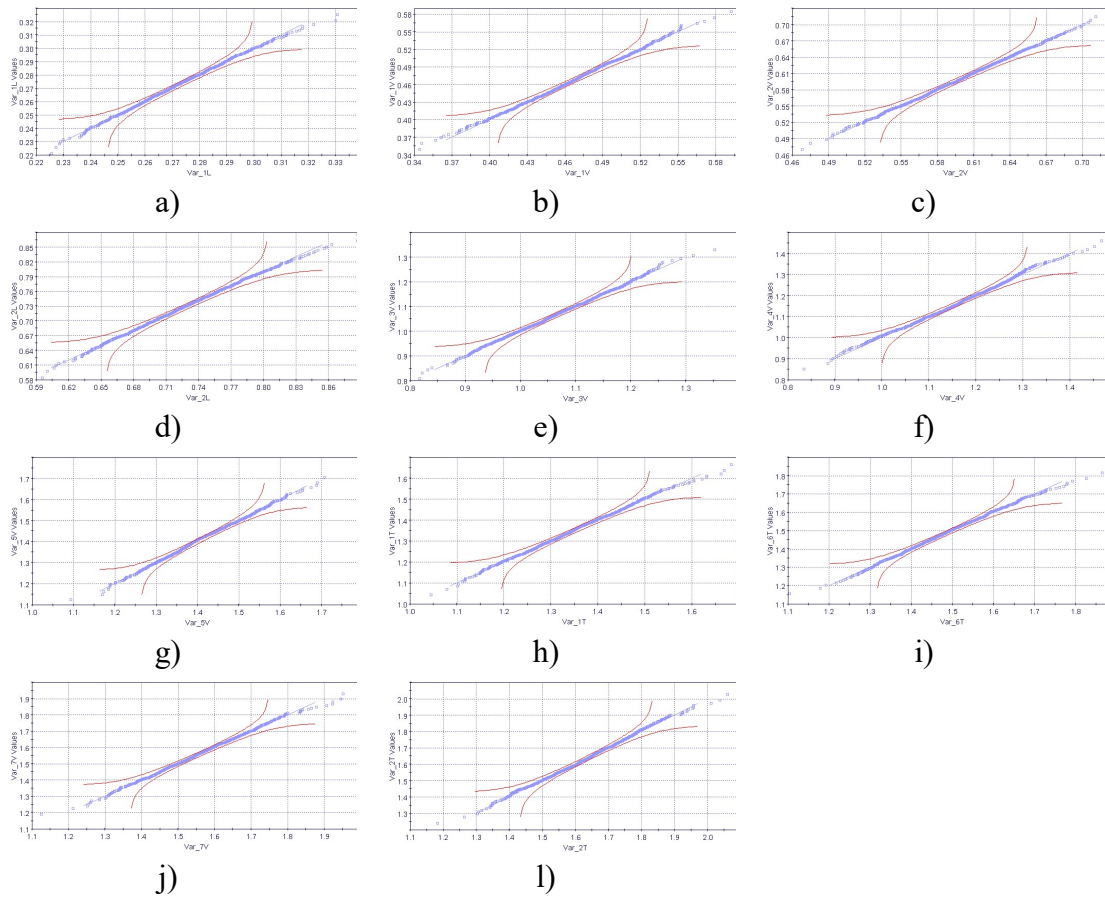 0.32
0.31
0.30
0.29
0.28
0.27
0.26
0.25
0.24
0.23
0.22
Var_1L Values
0.22 0.23 0.24 0.25 0.26 0.27 0.28 0.29 0.30 0.31 0.32 0.33
Var_1L
a)
0.58
0.55
0.52
0.49
0.46
0.43
0.40
0.37
0.34
Var_1V Values
0.34 0.37 0.40 0.43 0.46 0.49 0.52 0.55 0.58
Var_1V
b)
0.70
0.67
0.64
0.61
0.58
0.55
0.52
0.49
0.46
Var_2V Values
0.46 0.49 0.52 0.55 0.58 0.61 0.64 0.67 0.70
Var_2V
c)
0.85
0.82
0.79
0.76
0.73
0.70
0.67
0.64
0.61
0.58
Var_2L Values
0.59 0.62 0.65 0.68 0.71 0.74 0.77 0.80 0.83 0.86
Var_2L
d)
1.3
1.2
1.1
1.0
0.9
0.8
Var_3V Values
0.8 0.9 1.0 1.1 1.2 1.3
Var_3V
e)
1.4
1.3
1.2
1.1
1.0
0.9
0.8
Var_4V Values
0.8 0.9 1.0 1.1 1.2 1.3 1.4
Var_4V
f)
1.7
1.6
1.5
1.4
1.3
1.2
1.1
Var_5V Values
1.0 1.1 1.2 1.3 1.4 1.5 1.6 1.7
Var_5V
g)
1.6
1.5
1.4
1.3
1.2
1.1
1.0
Var_1T Values
1.0 1.1 1.2 1.3 1.4 1.5 1.6
Var_1T
h)
1.8
1.7
1.6
1.5
1.4
1.3
1.2
1.1
Var_6T Values
1.1 1.2 1.3 1.4 1.5 1.6 1.7 1.8
Var_6T
i)
1.9
1.8
1.7
1.6
1.5
1.4
1.3
1.2
1.1
Var_7V Values
1.1 1.2 1.3 1.4 1.5 1.6 1.7 1.8 1.9
Var_7V
j)
2.0
1.9
1.8
1.7
1.6
1.5
1.4
1.3
Var_2T Values
1.1 1.2 1.3 1.4 1.5 1.6 1.7 1.8 1.9 2.0
Var_2T
l)